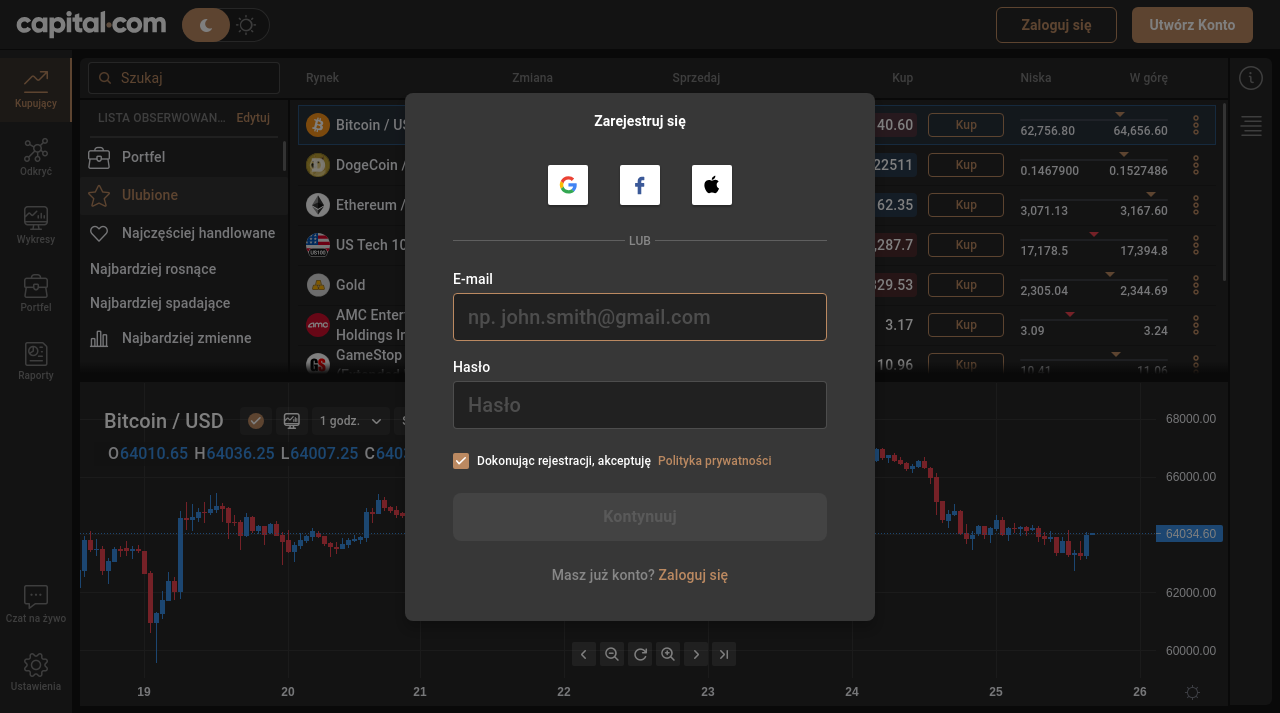 capital.com
Zaloguj się
Utwórz Konto
Kupujący
Odkryć
Wykresy
Portfel
Raporty
Czat na żywo
Ustawienia
Szukaj
LISTA OBSERWOWAN... Edytuj
Portfel
Ulubione
Najczęściej handlowane
Najbardziej rosnące
Najbardziej spadające
Najbardziej zmienne
Rynek Zmiana Sprzedaj Kup Niska W górę
Bitcoin / 40.60 Kup 62,756.80 64,656.60
DogeCoin / 22511 Kup 0.1467900 0.1527486
Ethereum / 62.35 Kup 3,071.13 3,167.60
US Tech 10 ,287.7 Kup 17,178.5 17,394.8
Gold 329.53 Kup 2,305.04 2,344.69
AMC Enter 3.17 Kup 3.09 3.24
Holdings In
GameStop 10.96 Kup 10.41 11.06
Zarejestruj się
LUB
E-mail
np. john.smith@gmail.com
Hasło
Hasło
Dokonując rejestracji, akceptuję Polityka prywatności
Kontynuuj
Masz już konto? Zaloguj się
Bitcoin / USD
1 godz.
O64010.65 H64036.25 L64007.25 C403
68000.00
66000.00
64034.60
62000.00
60000.00
19 20 21 22 23 24 25 26